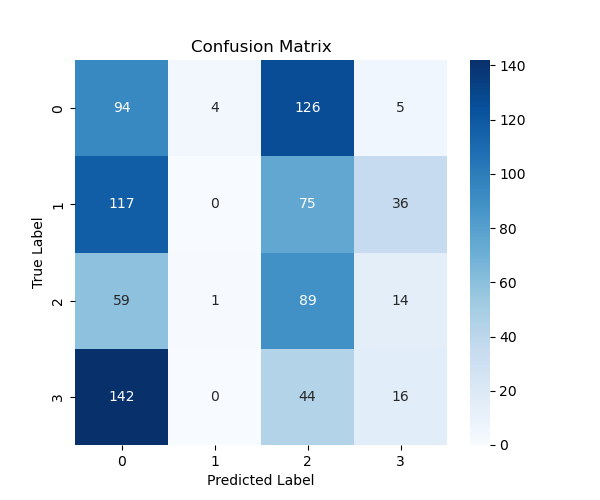 Confusion Matrix
0 94 4 126 5
1 117 0 75 36
2 59 1 89 14
3 142 0 44 16
0 1 2 3
True Label
Predicted Label
140
120
100
80
60
40
20
0